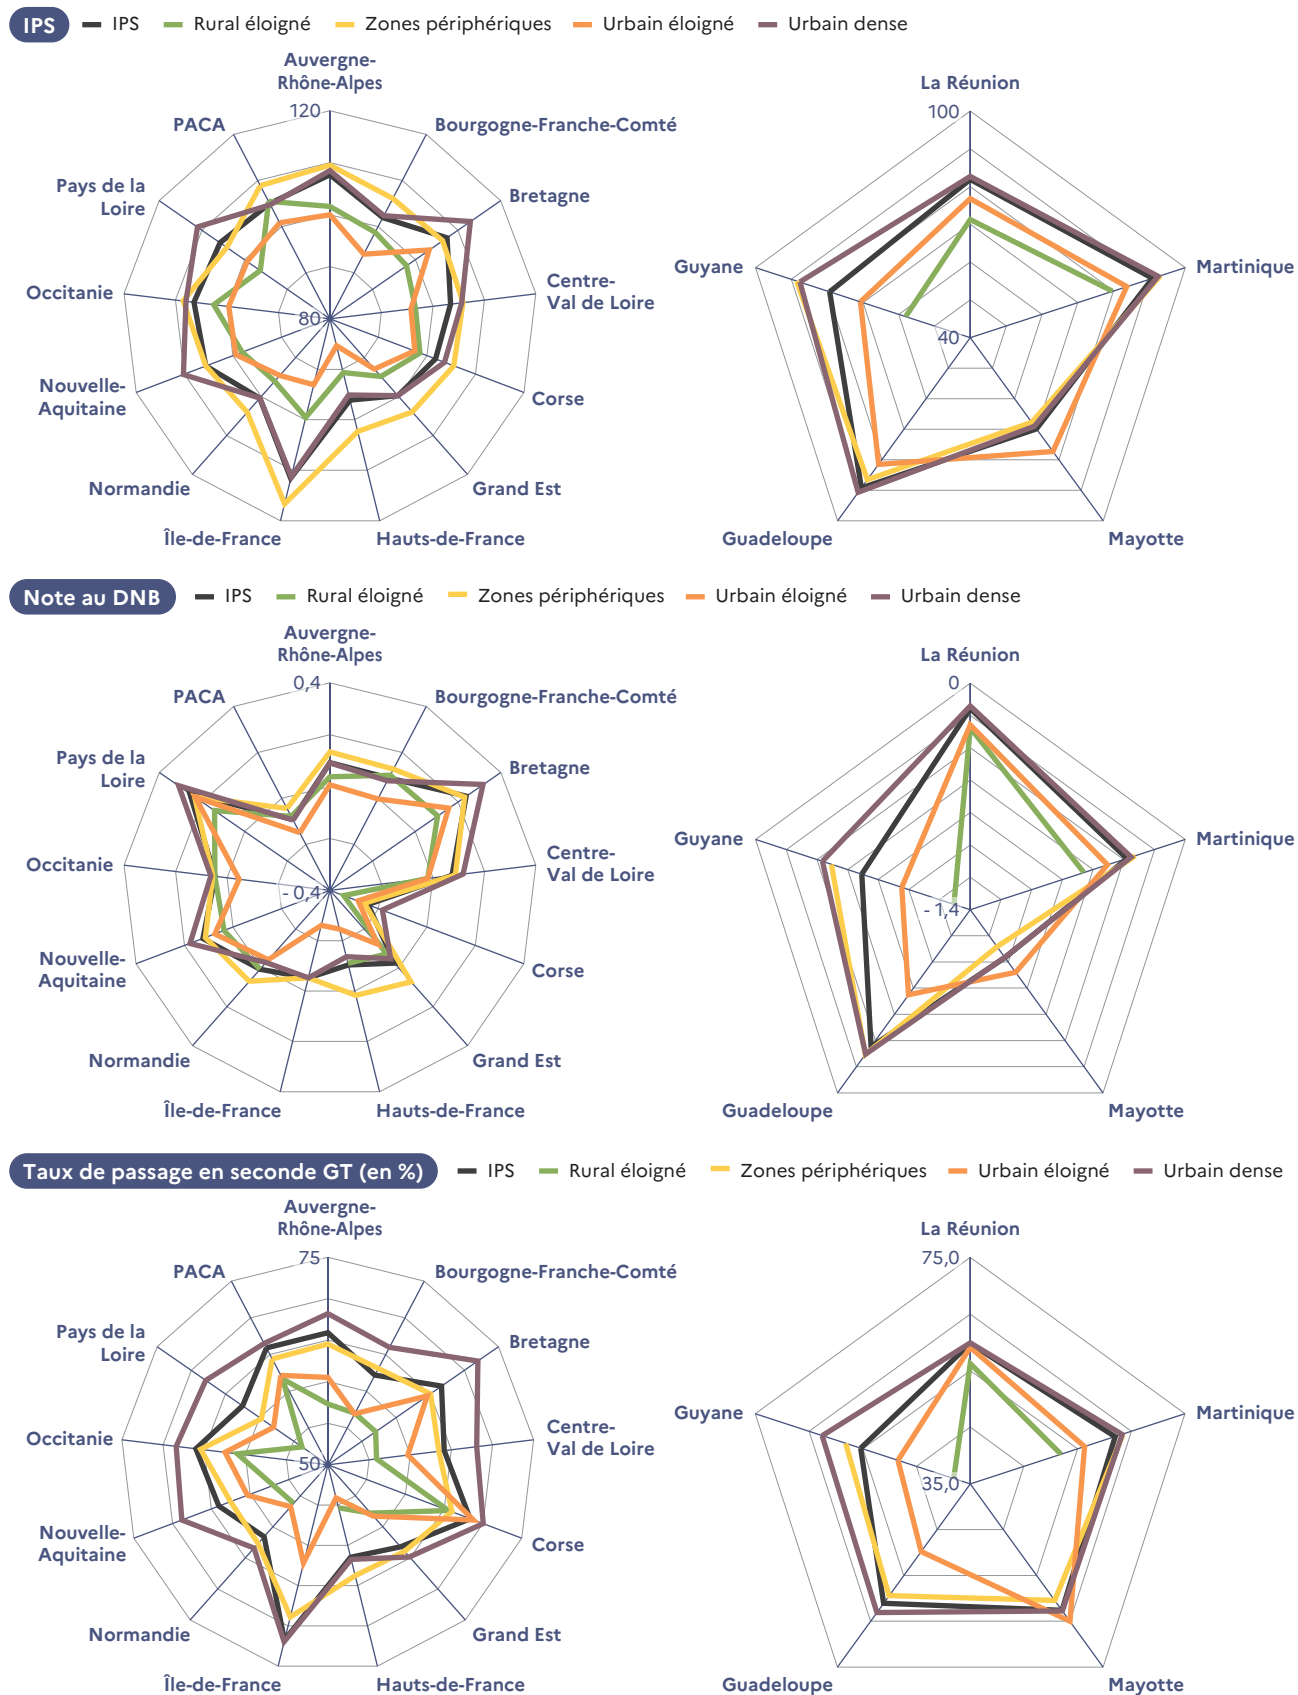 IPS IPS Rural éloigné Zones périphériques Urbain éloigné Urbain dense
Auvergne-
Rhône-Alpes
120
PACA
Bourgogne-Franche-Comté
Pays de la
Loire
Bretagne
Occitanie
Centre-
Val de Loire
80
Nouvelle-
Aquitaine
Corse
Normandie
Grand Est
Île-de-France
Hauts-de-France
La Réunion
100
Guyane
Martinique
40
Guadeloupe
Mayotte
Note au DNB IPS Rural éloigné Zones périphériques Urbain éloigné Urbain dense
Auvergne-
Rhône-Alpes
0,4
PACA
Bourgogne-Franche-Comté
Pays de la
Loire
Bretagne
Occitanie
Centre-
Val de Loire
- 0,4
Nouvelle-
Aquitaine
Corse
Normandie
Grand Est
Île-de-France
Hauts-de-France
La Réunion
0
Guyane
Martinique
- 1,4
Guadeloupe
Mayotte
Taux de passage en seconde GT (en %) IPS Rural éloigné Zones périphériques Urbain éloigné Urbain dense
Auvergne-
Rhône-Alpes
75
PACA
Bourgogne-Franche-Comté
Pays de la
Loire
Bretagne
Occitanie
Centre-
Val de Loire
50
Nouvelle-
Aquitaine
Corse
Normandie
Grand Est
Île-de-France
Hauts-de-France
La Réunion
75,0
Guyane
Martinique
35,0
Guadeloupe
Mayotte